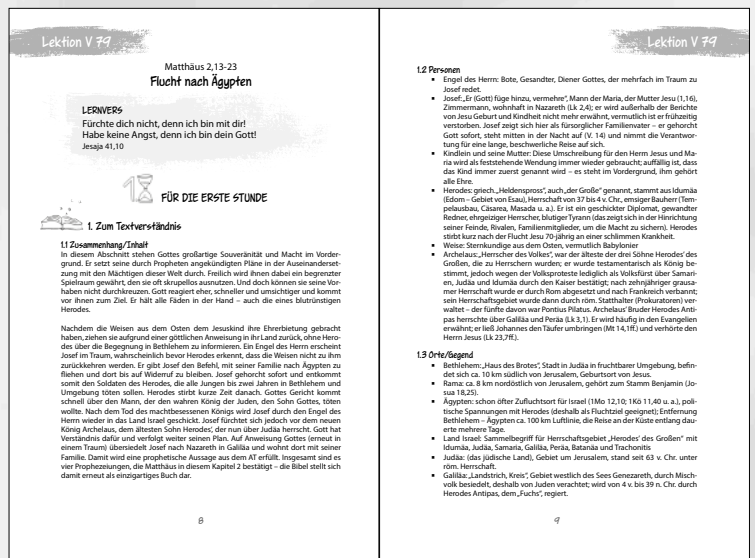 Lektion V 79
Matthäus 2,13-23
Flucht nach Ägypten
LERNVERS
Fürchte dich nicht, denn ich bin mit dir!
Habe keine Angst, denn ich bin dein Gott!
Jesaja 41,10
1 FÜR DIE ERSTE STUNDE
1. Zum Textverständnis
1.1 Zusammenhang/Inhalt
In diesem Abschnitt stehen Gottes großartige Souveränität und Macht im Vorder-
grund. Er setzt seine durch Propheten angekündigten Pläne in der Auseinanderset-
zung mit den Mächtigen dieser Welt durch. Freilich wird ihnen dabei ein begrenzter
Spielraum gewährt, den sie oft skrupellos ausnutzen. Und doch können sie seine Vor-
haben nicht durchkreuzen. Gott reagiert eher, schneller und umsichtiger und kommt
vor ihnen zum Ziel. Er hält alle Fäden in der Hand – auch die eines blutrünstigen
Herodes.
Nachdem die Weisen aus dem Osten dem Jesuskind ihre Ehrerbietung gebracht
haben, ziehen sie aufgrund einer göttlichen Anweisung in ihr Land zurück, ohne Hero-
des über die Begegnung in Bethlehem zu informieren. Ein Engel des Herrn erscheint
Josef im Traum, wahrscheinlich bevor Herodes erkennt, dass die Weisen nicht zu ihm
zurückkehren werden. Er gibt Josef den Befehl, mit seiner Familie nach Ägypten zu
fliehen und dort bis auf Widerruf zu bleiben. Josef gehorcht sofort und entkommt
somit den Soldaten des Herodes, die alle Jungen bis zwei Jahren in Bethlehem und
Umgebung töten sollen. Herodes stirbt kurze Zeit danach. Gottes Gericht kommt
schnell über den Mann, der den wahren König der Juden, den Sohn Gottes, töten
wollte. Nach dem Tod des machtbesessenen Königs wird Josef durch den Engel des
Herrn wieder in das Land Israel geschickt. Josef fürchtet sich jedoch vor dem neuen
König Archelaus, dem ältesten Sohn Herodes', der nun über Judäa herrscht. Gott hat
Verständnis dafür und verfolgt weiter seinen Plan. Auf Anweisung Gottes (erneut in
einem Traum) übersiedelt Josef nach Nazareth in Galiläa und wohnt dort mit seiner
Familie. Damit wird eine prophetische Aussage aus dem AT erfüllt. Insgesamt sind es
vier Prophezeiungen, die Matthäus in diesem Kapitel 2 bestätigt – die Bibel stellt sich
damit erneut als einzigartiges Buch dar.
8
Lektion V 79
1.2 Personen
▪ Engel des Herrn: Bote, Gesandter, Diener Gottes, der mehrfach im Traum zu
Josef redet.
▪ Josef: „Er (Gott) füge hinzu, vermehre", Mann der Maria, der Mutter Jesu (1,16),
Zimmermann, wohnhaft in Nazareth (Lk 2,4); er wird außerhalb der Berichte
von Jesu Geburt und Kindheit nicht mehr erwähnt, vermutlich ist er frühzeitig
verstorben. Josef zeigt sich hier als fürsorglicher Familienvater – er gehorcht
Gott sofort, steht mitten in der Nacht auf (V. 14) und nimmt die Verantwor-
tung für eine lange, beschwerliche Reise auf sich.
▪ Kindlein und seine Mutter: Diese Umschreibung für den Herrn Jesus und Ma-
ria wird als feststehende Wendung immer wieder gebraucht; auffällig ist, dass
das Kind immer zuerst genannt wird – es steht im Vordergrund, ihm gehört
alle Ehre.
▪ Herodes: griech. „Heldenspross", auch „der Große" genannt, stammt aus Idumäa
(Edom – Gebiet von Esau), Herrschaft von 37 bis 4 v. Chr., emsiger Bauherr (Tem-
pelausbau, Cäsarea, Masada u. a.). Er ist ein geschickter Diplomat, gewandter
Redner, ehrgeiziger Herrscher, blutiger Tyrann (das zeigt sich in der Hinrichtung
seiner Feinde, Rivalen, Familienmitglieder, um die Macht zu sichern). Herodes
stirbt kurz nach der Flucht Jesu 70-jährig an einer schlimmen Krankheit.
▪ Weise: Sternkundige aus dem Osten, vermutlich Babylonier
▪ Archelaus: „Herrscher des Volkes", war der älteste der drei Söhne Herodes' des
Großen, die zu Herrschern wurden; er wurde testamentarisch als König be-
stimmt, jedoch wegen der Volksproteste lediglich als Volksfürst über Samari-
en, Judäa und Idumäa durch den Kaiser bestätigt; nach zehnjähriger grausa-
mer Herrschaft wurde er durch Rom abgesetzt und nach Frankreich verbannt;
sein Herrschaftsgebiet wurde dann durch röm. Statthalter (Prokuratoren) ver-
waltet – der fünfte davon war Pontius Pilatus. Archelaus' Bruder Herodes Anti-
pas herrschte über Galiläa und Peräa (Lk 3,1). Er wird häufig in den Evangelien
erwähnt; er ließ Johannes den Täufer umbringen (Mt 14,1ff.) und verhörte den
Herrn Jesus (Lk 23,7ff.).
1.3 Orte/Gegend
▪ Bethlehem: „Haus des Brotes", Stadt in Judäa in fruchtbarer Umgebung, befin-
det sich ca. 10 km südlich von Jerusalem, Geburtsort von Jesus.
▪ Rama: ca. 8 km nordöstlich von Jerusalem, gehört zum Stamm Benjamin (Jo-
sua 18,25).
▪ Ägypten: schon öfter Zufluchtsort für Israel (1Mo 12,10; 1Kö 11,40 u. a.), poli-
tische Spannungen mit Herodes (deshalb als Fluchtziel geeignet); Entfernung
Bethlehem – Ägypten ca. 100 km Luftlinie, die Reise an der Küste entlang dau-
erte mehrere Tage.
▪ Land Israel: Sammelbegriff für Herrschaftsgebiet „Herodes' des Großen" mit
Idumäa, Judäa, Samaria, Galiläa, Peräa, Batanäa und Trachonitis
▪ Judäa: (das jüdische Land), Gebiet um Jerusalem, stand seit 63 v. Chr. unter
röm. Herrschaft.
▪ Galiläa: „Landstrich, Kreis", Gebiet westlich des Sees Genezareth, durch Misch-
volk besiedelt, deshalb von Juden verachtet; wird von 4 v. bis 39 n. Chr. durch
Herodes Antipas, dem „Fuchs", regiert.
9